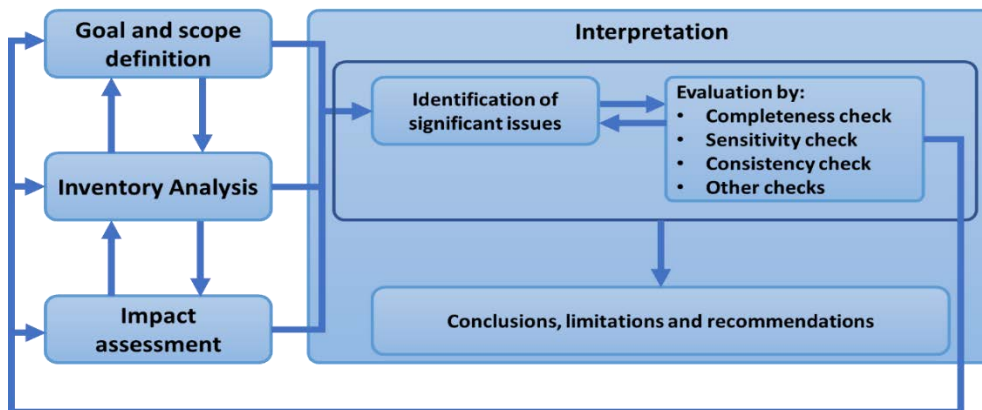 Goal and scope
definition
Interpretation
Identification of
significant issues
Evaluation by:
• Completeness check
• Sensitivity check
• Consistency check
• Other checks
Inventory Analysis
Impact
assessment
Conclusions, limitations and recommendations